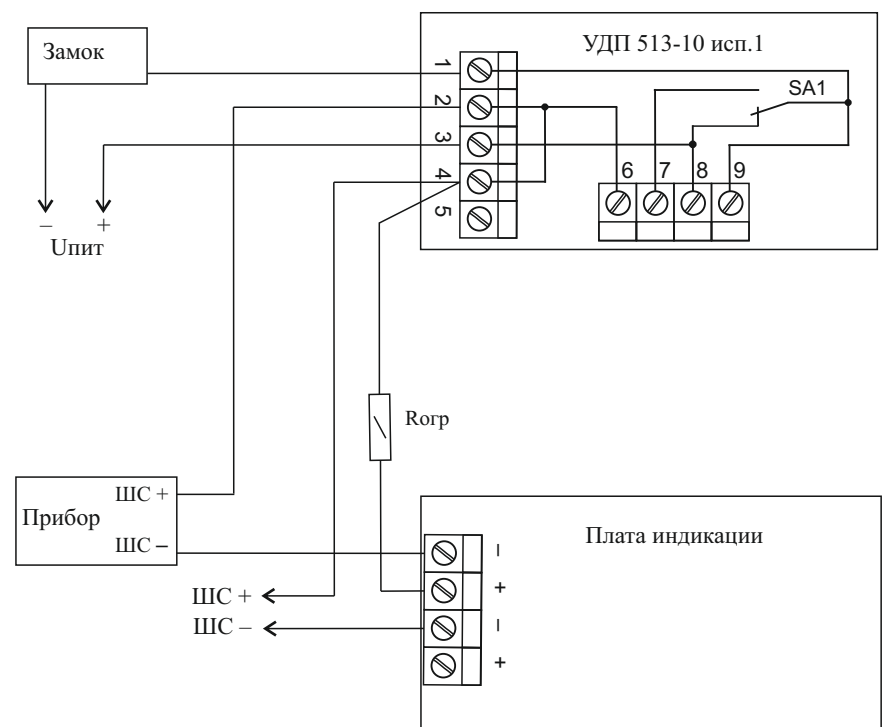 Замок
УДП 513-10 исп.1
SA1
1
2
3
4
5
6 7 8 9
– +
Uпит
Rогр
ШС +
Прибор
ШС –
Плата индикации
–
+
–
+
ШС +
ШС –